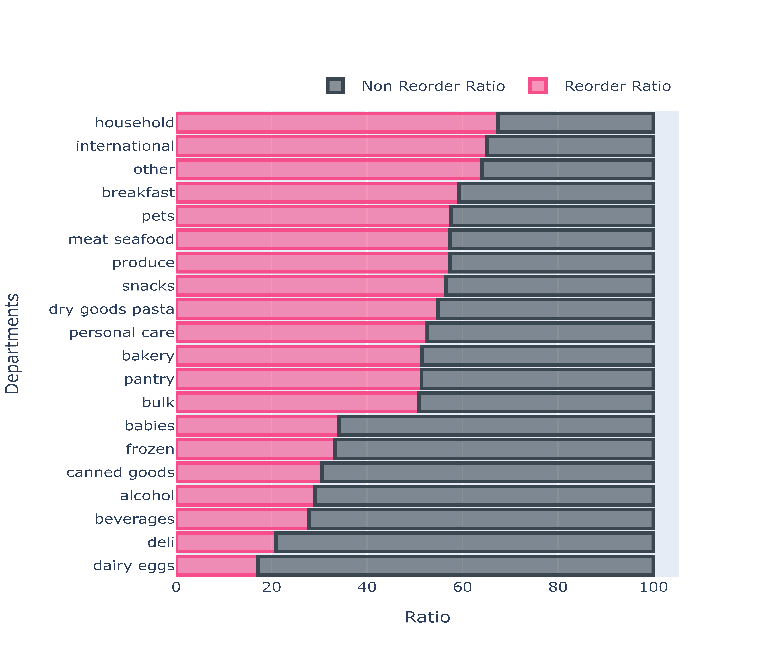 Non Reorder Ratio
Reorder Ratio
household
international
other
breakfast
pets
meat seafood
produce
snacks
dry goods pasta
personal care
bakery
pantry
bulk
babies
frozen
canned goods
alcohol
beverages
deli
dairy eggs
Departments
0 20 40 60 80 100
Ratio